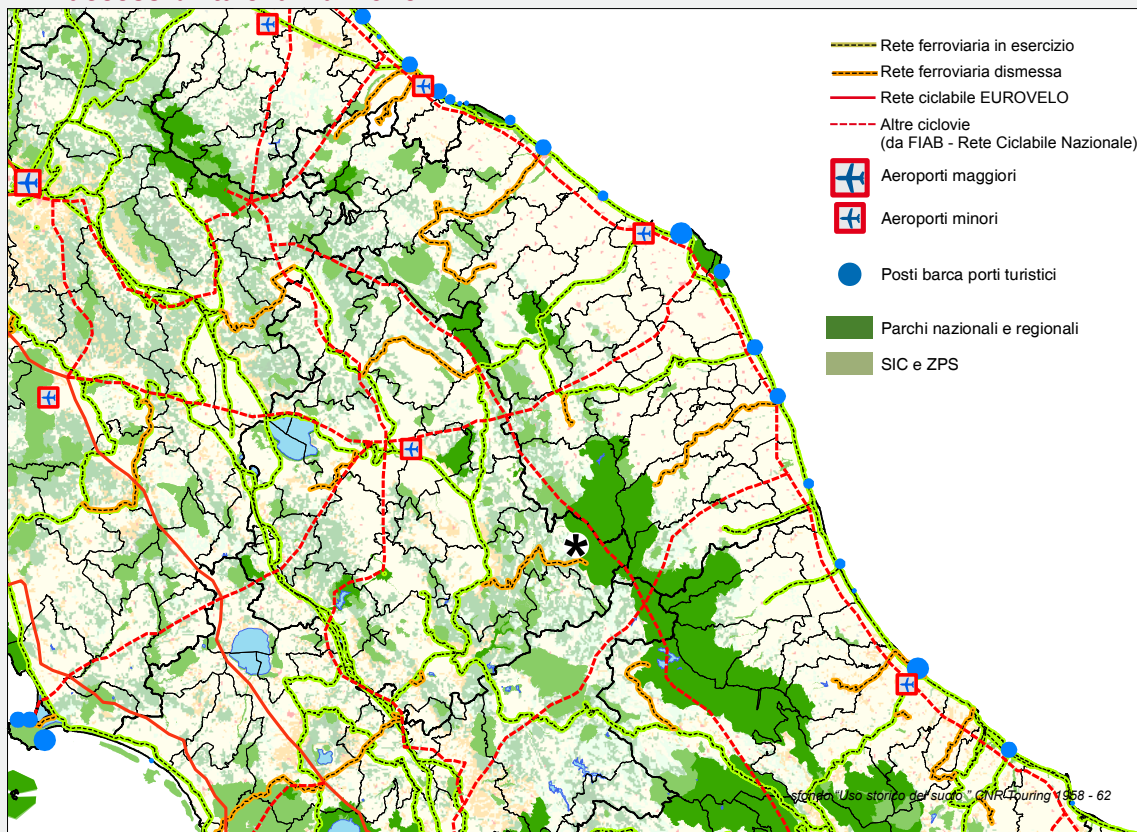 Rete ferroviaria in esercizio
Rete ferroviaria dismessa
Rete ciclabile EUROVELO
Altre ciclovie
(da FIAB - Rete Ciclabile Nazionale)
Aeroporti maggiori
Aeroporti minori
Posti barca porti turistici
Parchi nazionali e regionali
SIC e ZPS
*
sfondo "Uso storico del suolo " CNR Touring 1958 - 62